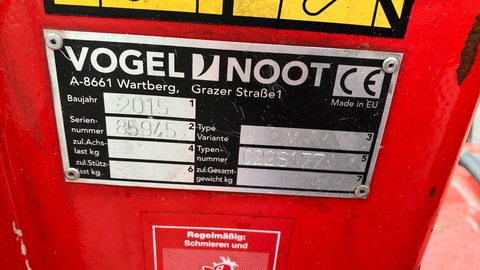 VOGEL NOOT CE
A-8661 Wartberg, Grazer Straße1
Made in EU
Baujahr 2015 1
Serien-
nummer 85945 2
Type
Variante 3
zul.Achs-
last kg 4
Typen-
nummer 5
zul.Stütz-
last kg 6
zul.Gesamt-
gewicht kg 7
Regelmäßig:
Schmieren und